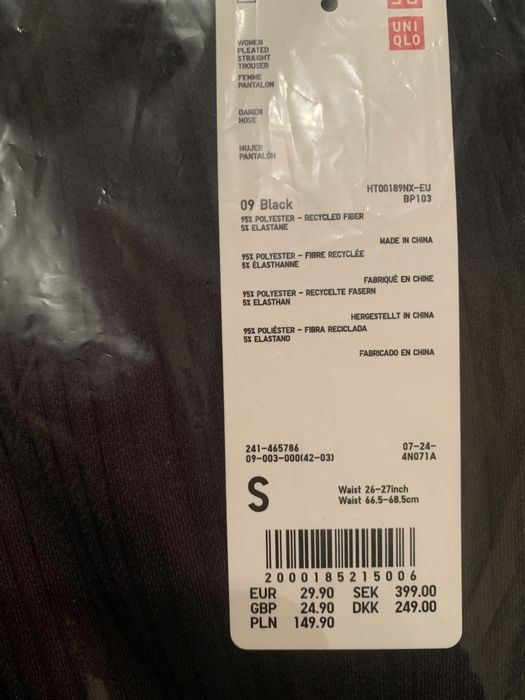 UNI
QLO
WOMEN
PLEATED
STRAIGHT
TROUSER
FEMME
PANTALON
DAMEN
HOSE
MUJER
PANTALÓN
HT00189NX-EU
09 Black BP103
95% POLYESTER - RECYCLED FIBER
5% ELASTANE
MADE IN CHINA
95% POLYESTER - FIBRE RECYCLÉE
5% ÉLASTHANNE
FABRIQUÉ EN CHINE
95% POLYESTER - RECYCELTE FASERN
5% ELASTHAN
HERGESTELLT IN CHINA
95% POLIÉSTER - FIBRA RECICLADA
5% ELASTANO
FABRICADO EN CHINA
241-465786 07-24-
09-003-000(42-03) 4N071A
S
Waist 26-27inch
Waist 66.5-68.5cm
2000185215006
EUR 29.90 SEK 399.00
GBP 24.90 DKK 249.00
PLN 149.90